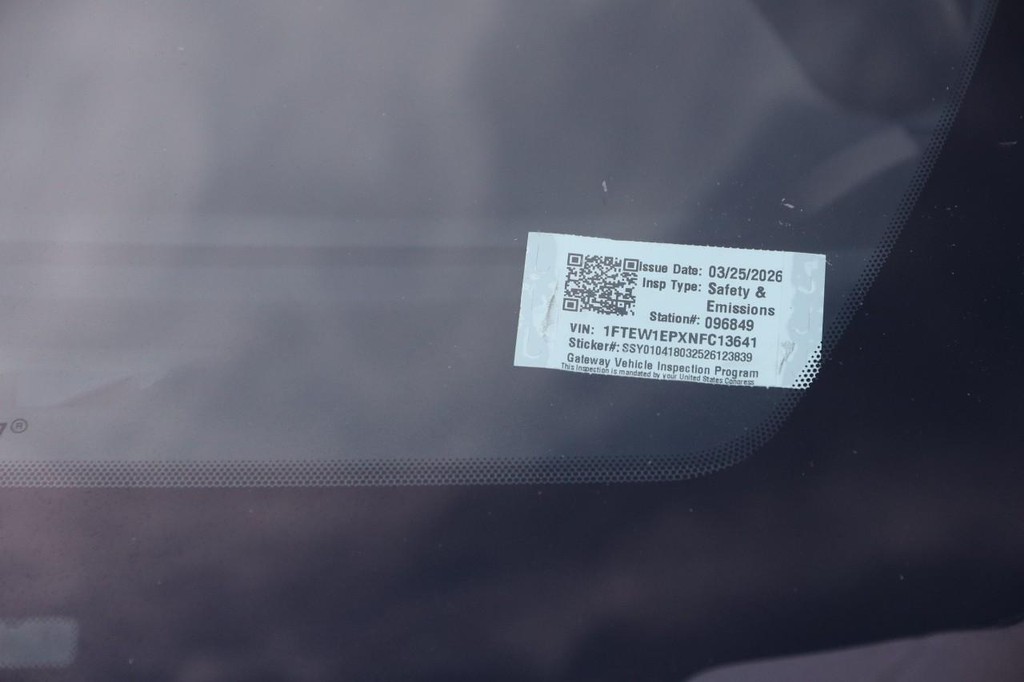 Issue Date: 03/25/2026
Insp Type: Safety &
Emissions
Station#: 096849
VIN: 1FTEW1EPXNFC13641
Sticker#: SSY010418032526123839
Gateway Vehicle Inspection Program
This Inspection is mandated by your United States Congress
®